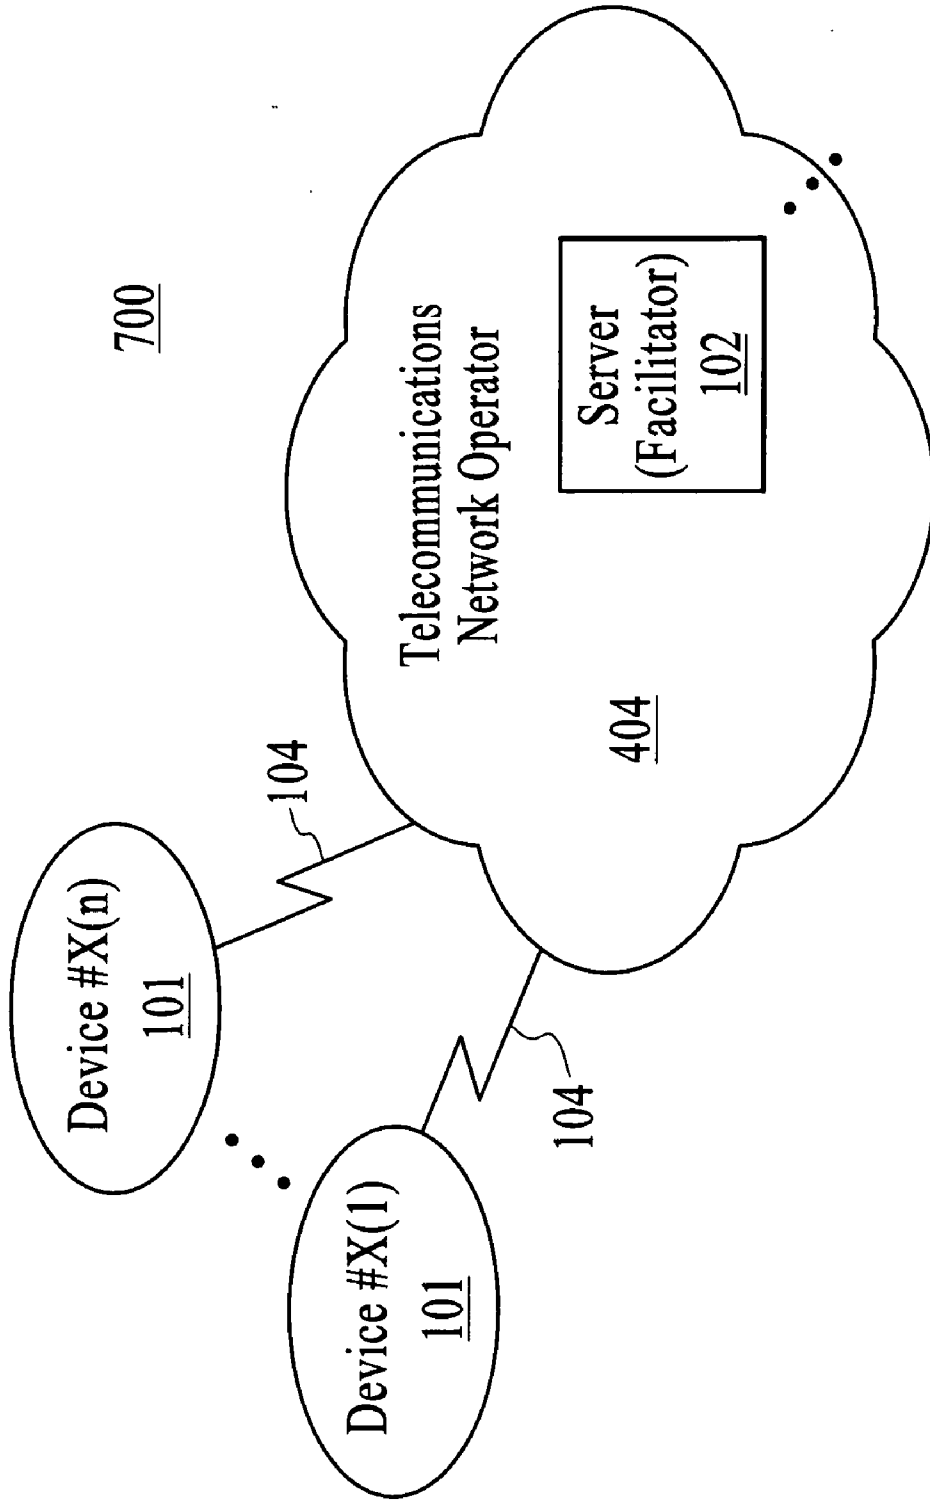 700
Device #X(n)
101
104
Telecommunications
Network Operator
Device #X(1)
101
104
404
Server
(Facilitator)
102